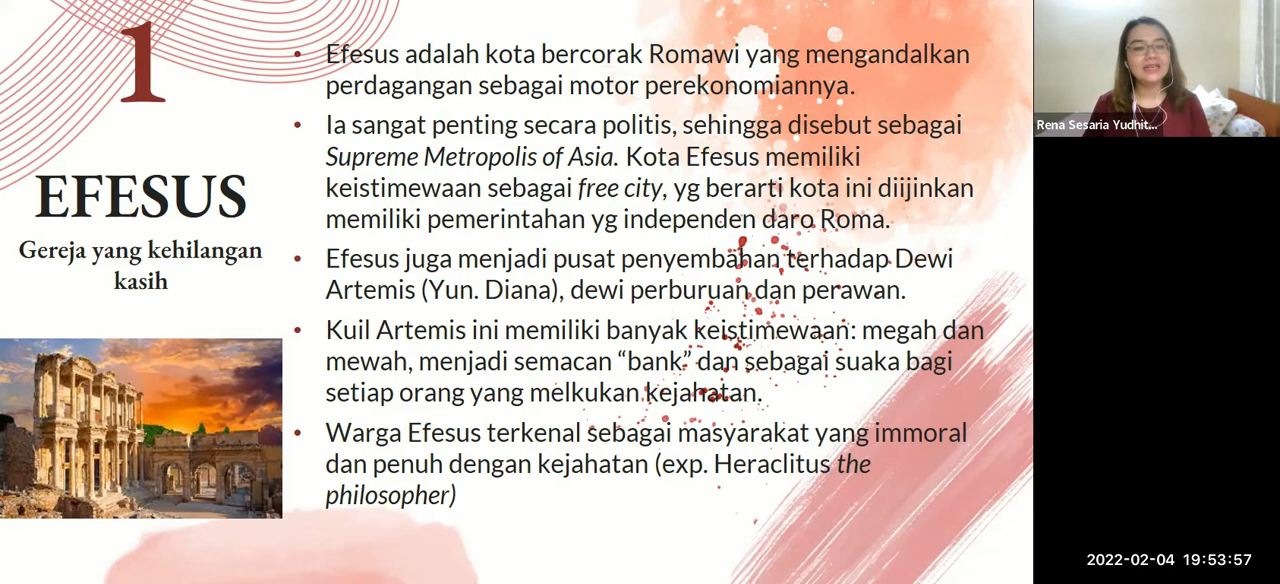 1
EFESUS
Gereja yang kehilangan
kasih
• Efesus adalah kota bercorak Romawi yang mengandalkan
perdagangan sebagai motor perekonomiannya.
• Ia sangat penting secara politis, sehingga disebut sebagai
Supreme Metropolis of Asia. Kota Efesus memiliki
keistimewaan sebagai free city, yg berarti kota ini diijinkan
memiliki pemerintahan yg independen daro Roma.
• Efesus juga menjadi pusat penyembahan terhadap Dewi
Artemis (Yun. Diana), dewi perburuan dan perawan.
• Kuil Artemis ini memiliki banyak keistimewaan: megah dan
mewah, menjadi semacan “bank” dan sebagai suaka bagi
setiap orang yang melkukan kejahatan.
• Warga Efesus terkenal sebagai masyarakat yang immoral
dan penuh dengan kejahatan (exp. Heraclitus the
philosopher)
Rena Sesaria Yudhit...
2022-02-04 19:53:57